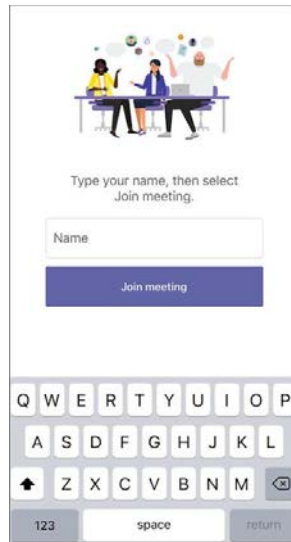 Type your name, then select
Join meeting.
Name
Join meeting
Q W E R T Y U I O P
A S D F G H J K L
Z X C V B N M
123 space return